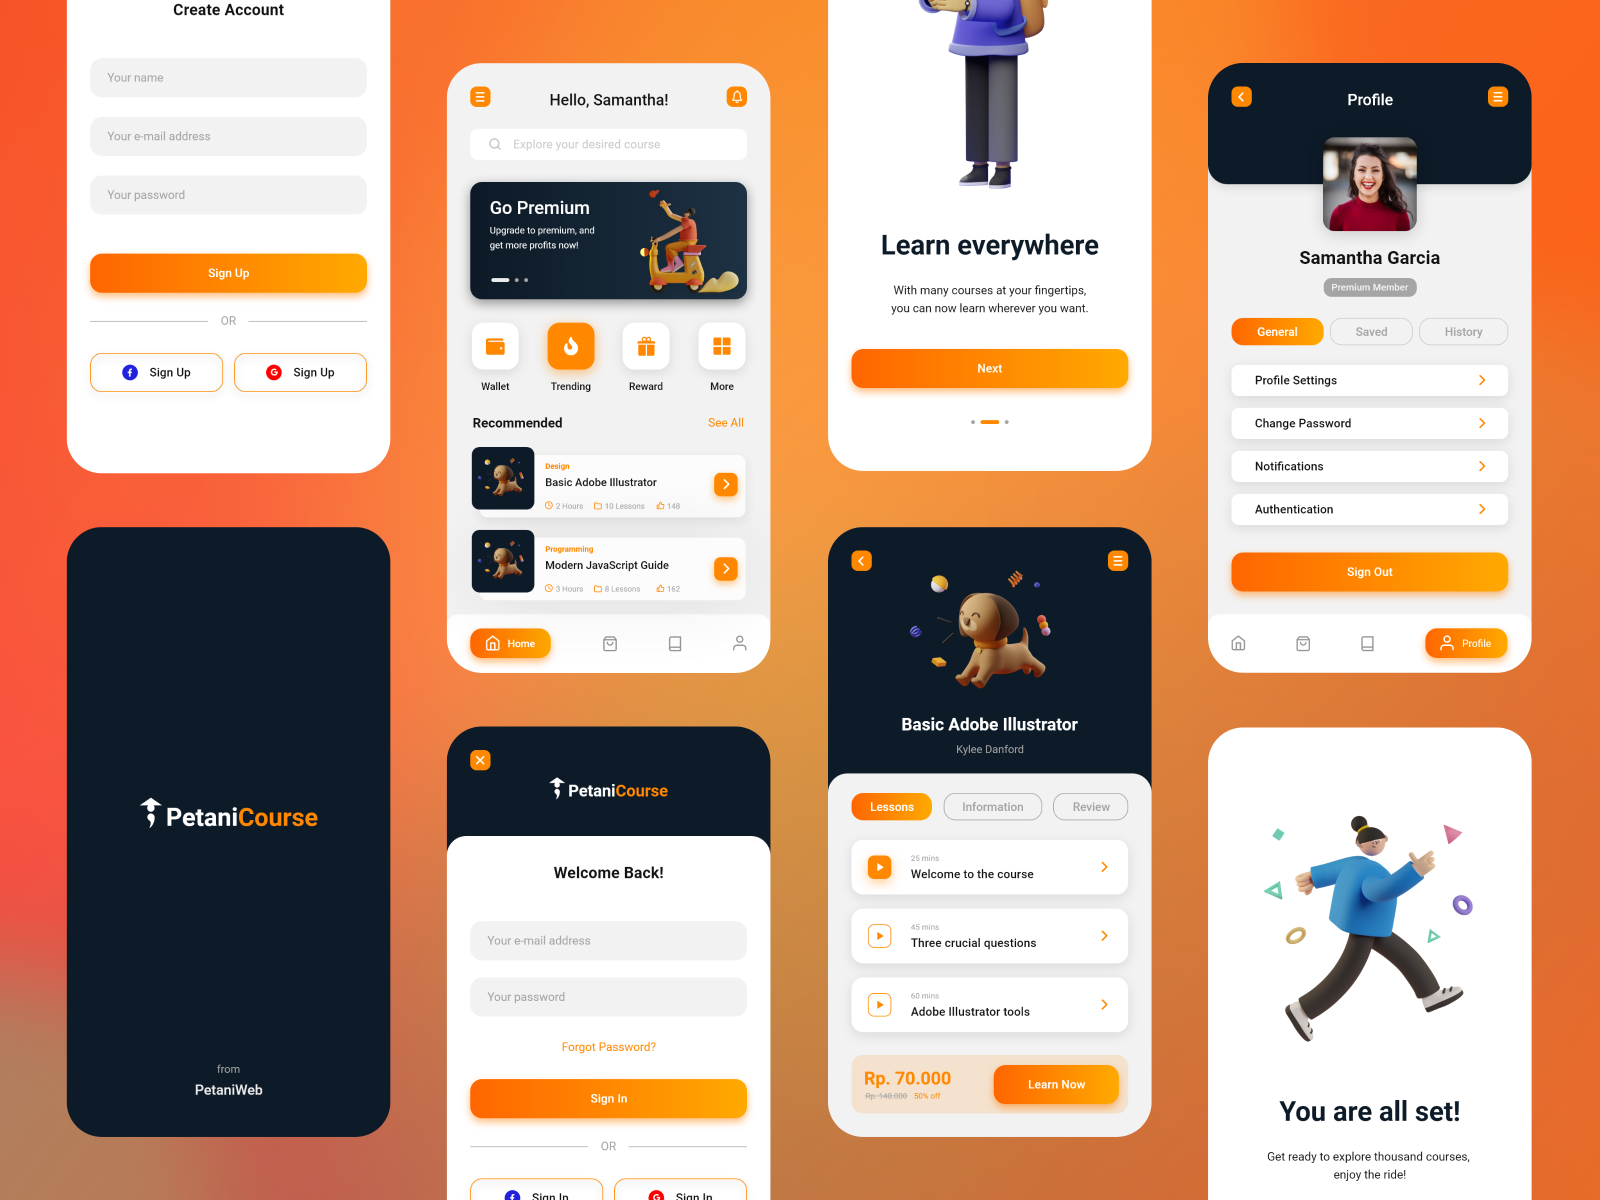 Create Account
Your name
Your e-mail address
Your password
Sign Up
OR
Sign Up
Sign Up
PetaniCourse
from
PetaniWeb
Hello, Samantha!
Explore your desired course
Go Premium
Upgrade to premium, and
get more profits now!
Wallet
Trending
Reward
More
Recommended
See All
Design
Basic Adobe Illustrator
2 Hours
10 Lessons
148
Programming
Modern JavaScript Guide
3 Hours
8 Lessons
162
Home
PetaniCourse
Welcome Back!
Your e-mail address
Your password
Forgot Password?
Sign In
OR
Sign In
Sign In
Learn everywhere
With many courses at your fingertips,
you can now learn wherever you want.
Next
Basic Adobe Illustrator
Kylee Danford
Lessons
Information
Review
25 mins
Welcome to the course
45 mins
Three crucial questions
60 mins
Adobe Illustrator tools
Rp. 70.000
Rp. 140.000 50% off
Learn Now
Profile
Samantha Garcia
Premium Member
General
Saved
History
Profile Settings
Change Password
Notifications
Authentication
Sign Out
Profile
You are all set!
Get ready to explore thousand courses,
enjoy the ride!